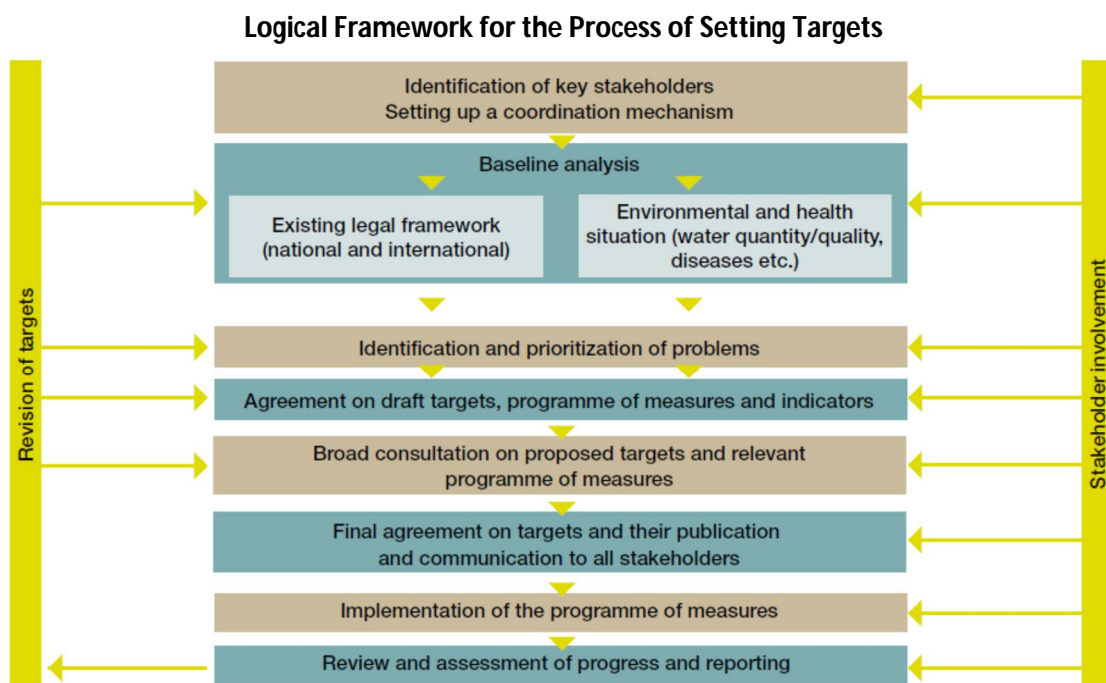 Logical Framework for the Process of Setting Targets
Identification of key stakeholders
Setting up a coordination mechanism
Baseline analysis
Existing legal framework
(national and international)
Environmental and health
situation (water quantity/quality,
diseases etc.)
Identification and prioritization of problems
Agreement on draft targets, programme of measures and indicators
Broad consultation on proposed targets and relevant
programme of measures
Final agreement on targets and their publication
and communication to all stakeholders
Implementation of the programme of measures
Review and assessment of progress and reporting
Revision of targets
Stakeholder involvement